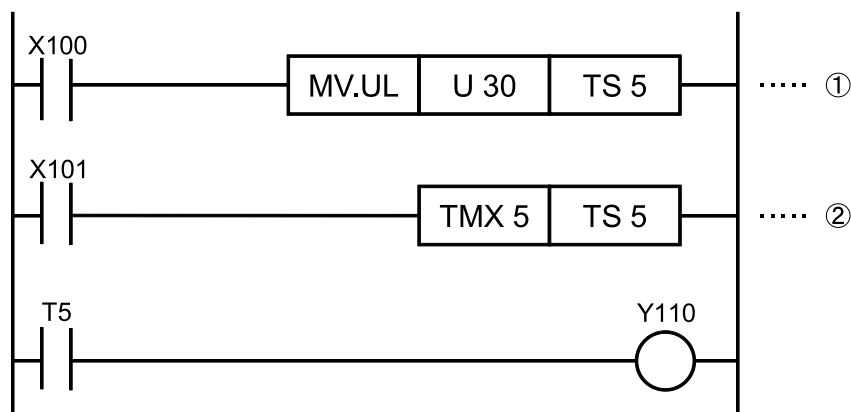 X100
MV.UL U 30 TS 5 ····· ①
X101
TMX 5 TS 5 ····· ②
T5 Y110